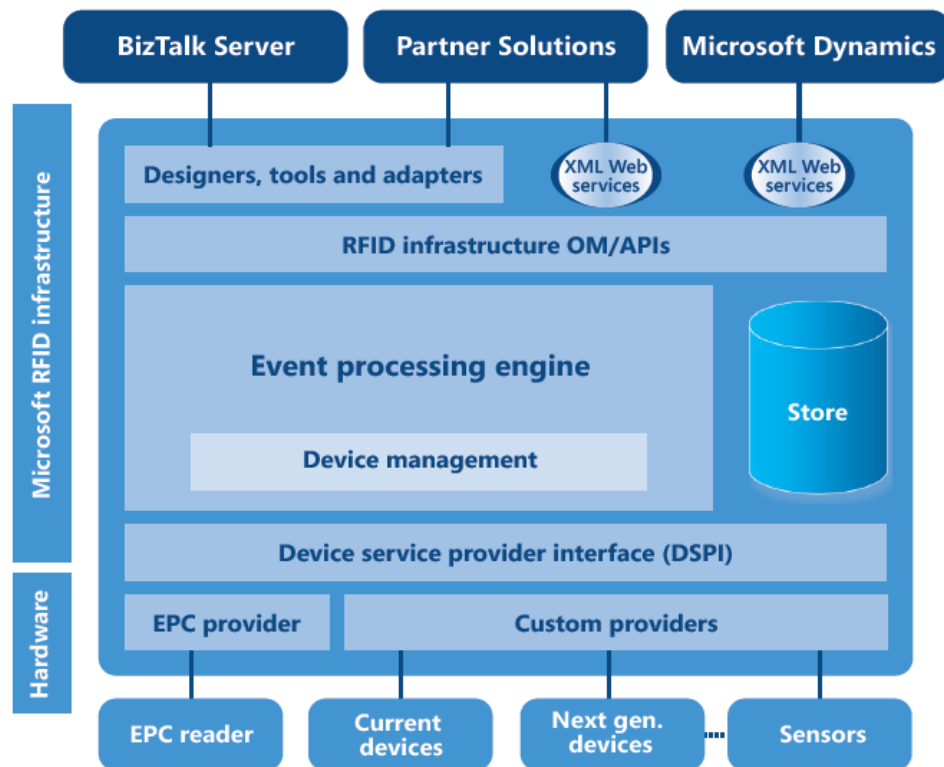 BizTalk Server
Partner Solutions
Microsoft Dynamics
Microsoft RFID infrastructure
Designers, tools and adapters
XML Web
services
XML Web
services
RFID infrastructure OM/APIs
Event processing engine
Device management
Store
Device service provider interface (DSPI)
Hardware
EPC provider
Custom providers
EPC reader
Current
devices
Next gen.
devices
Sensors